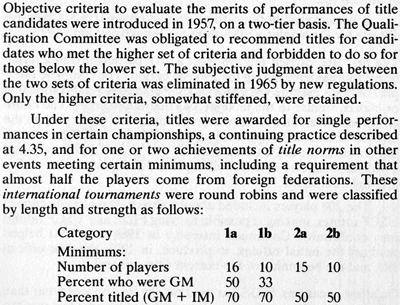 Objective criteria to evaluate the merits of performances of title
candidates were introduced in 1957, on a two-tier basis. The Quali-
fication Committee was obligated to recommend titles for candi-
dates who met the higher set of criteria and forbidden to do so for
those below the lower set. The subjective judgment area between
the two sets of criteria was eliminated in 1965 by new regulations.
Only the higher criteria, somewhat stiffened, were retained.
Under these criteria, titles were awarded for single perfor-
mances in certain championships, a continuing practice described
at 4.35, and for one or two achievements of title norms in other
events meeting certain minimums, including a requirement that
almost half the players come from foreign federations. These
international tournaments were round robins and were classified
by length and strength as follows:
Category 1a 1b 2a 2b
Minimums:
Number of players 16 10 15 10
Percent who were GM 50 33
Percent titled (GM + IM) 70 70 50 50